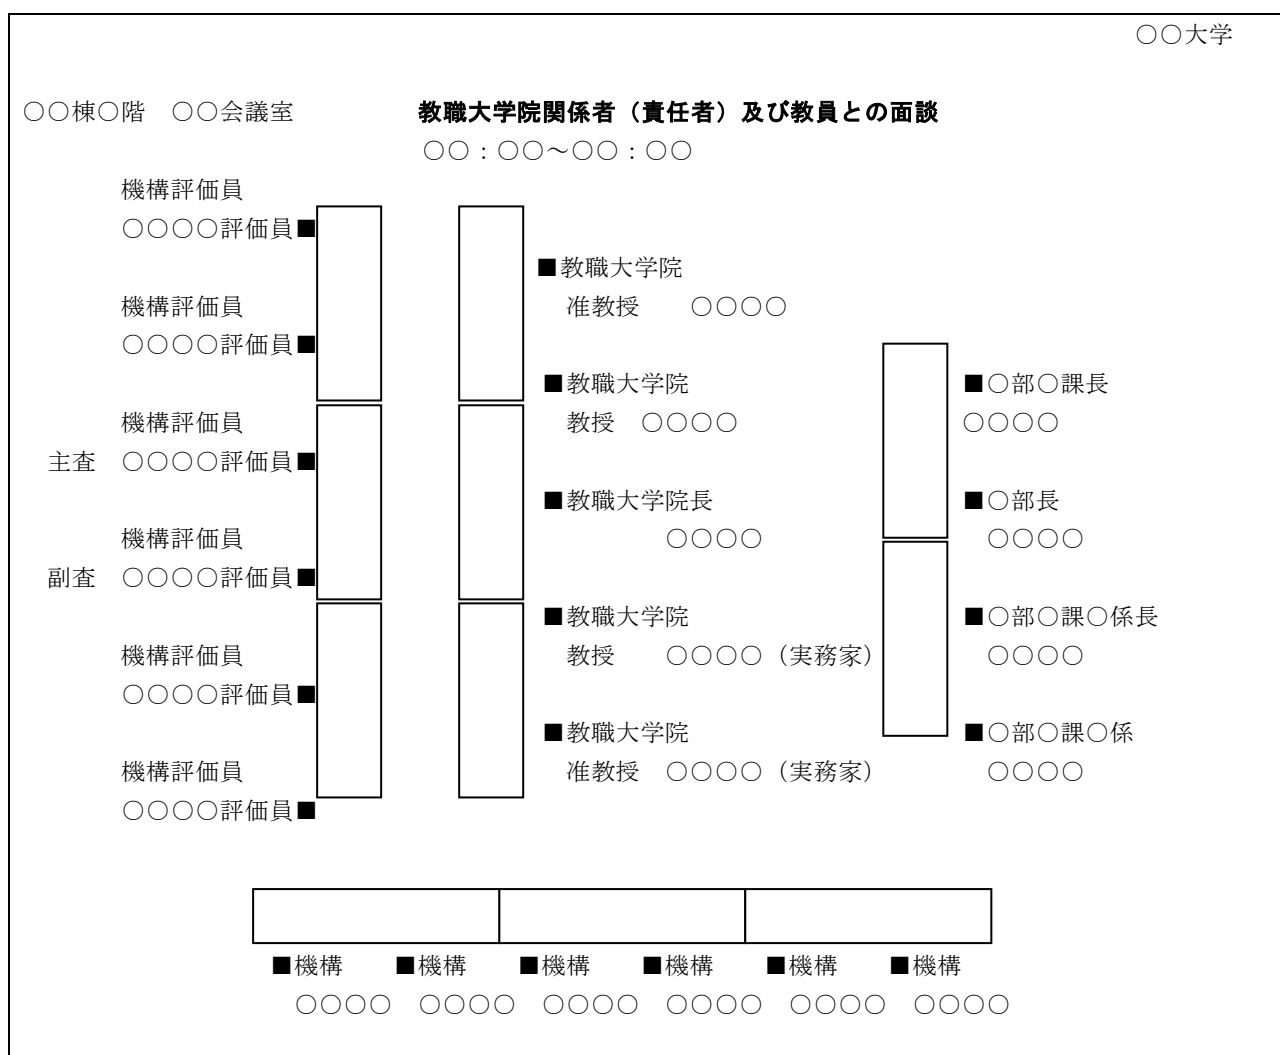 ○○大学
○○棟○階　○○会議室
教職大学院関係者（責任者）及び教員との面談
○○：○○～○○：○○
機構評価員
○○○○評価員■
機構評価員
○○○○評価員■
機構評価員
主査　○○○○評価員■
機構評価員
副査　○○○○評価員■
機構評価員
○○○○評価員■
機構評価員
○○○○評価員■
■教職大学院
准教授　　○○○○
■教職大学院
教授　○○○○
■教職大学院長
○○○○
■教職大学院
教授　　○○○○（実務家）
■教職大学院
准教授　○○○○（実務家）
■○部○課長
○○○○
■○部長
○○○○
■○部○課○係長
○○○○
■○部○課○係
○○○○
■機構　　■機構　　■機構　　■機構　　■機構　　■機構
○○○○　○○○○　○○○○　○○○○　○○○○　○○○○